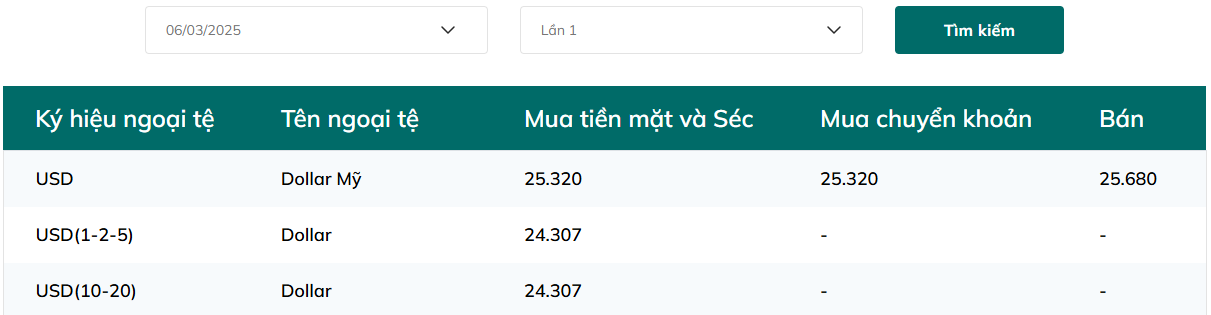 06/03/2025 Lần 1 Tìm kiếm
Ký hiệu ngoại tệ Tên ngoại tệ Mua tiền mặt và Séc Mua chuyển khoản Bán
USD Dollar Mỹ 25.320 25.320 25.680
USD(1-2-5) Dollar 24.307 - -
USD(10-20) Dollar 24.307 - -